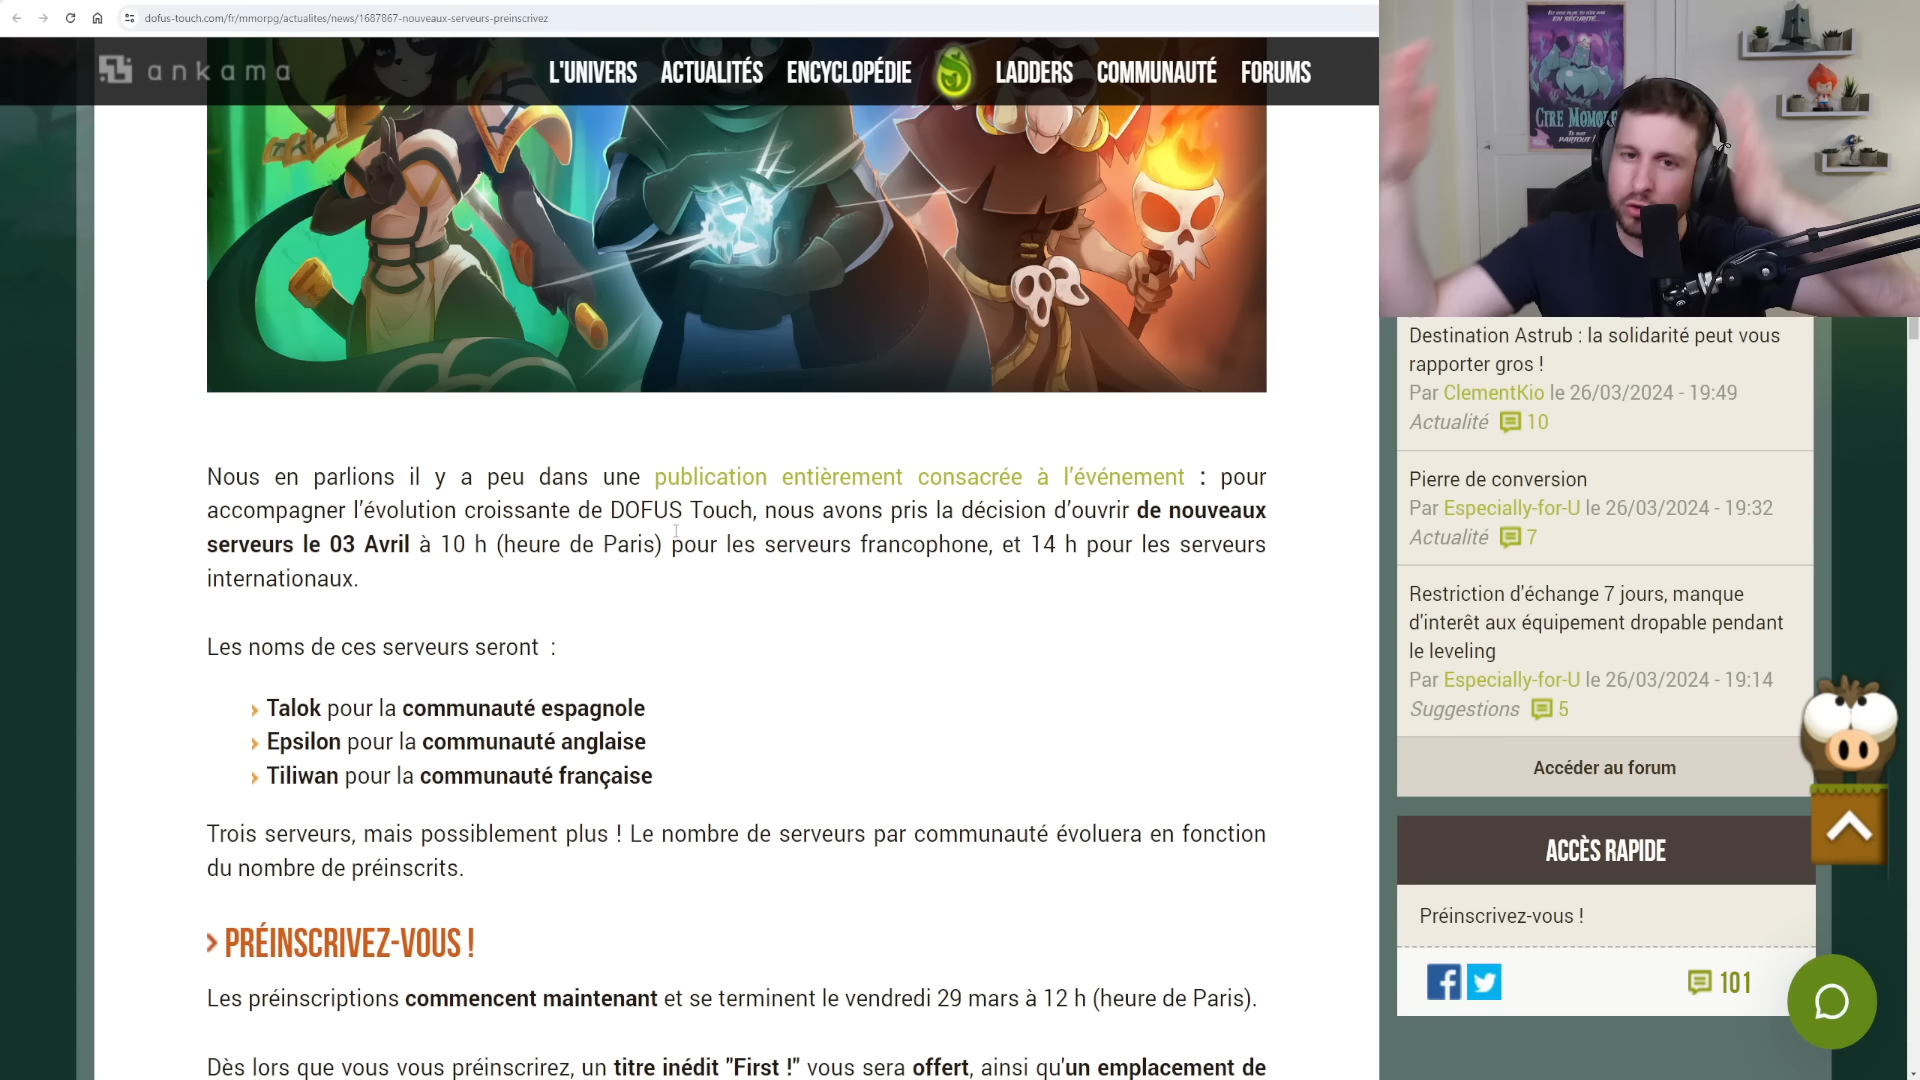 dofus-touch.com/fr/mmorpg/actualites/news/1687867-nouveaux-serveurs-preinscrivez
ankama
L'UNIVERS
ACTUALITÉS
ENCYCLOPÉDIE
LADDERS
COMMUNAUTÉ
FORUMS
EN SÉCURITÉ...
PARTOUT !
Nous en parlions il y a peu dans une publication entièrement consacrée à l'événement : pour
accompagner l'évolution croissante de DOFUS Touch, nous avons pris la décision d'ouvrir de nouveaux
serveurs le 03 Avril à 10 h (heure de Paris) pour les serveurs francophone, et 14 h pour les serveurs
internationaux.
Les noms de ces serveurs seront :
Talok pour la communauté espagnole
Epsilon pour la communauté anglaise
Tiliwan pour la communauté française
Trois serveurs, mais possiblement plus ! Le nombre de serveurs par communauté évoluera en fonction
du nombre de préinscrits.
PRÉINSCRIVEZ-VOUS !
Les préinscriptions commencent maintenant et se terminent le vendredi 29 mars à 12 h (heure de Paris).
Dès lors que vous vous préinscrirez, un titre inédit "First !" vous sera offert, ainsi qu'un emplacement de
Destination Astrub : la solidarité peut vous
rapporter gros !
Par ClementKio le 26/03/2024 - 19:49
Actualité 10
Pierre de conversion
Par Especially-for-U le 26/03/2024 - 19:32
Actualité 7
Restriction d'échange 7 jours, manque
d'interêt aux équipement dropable pendant
le leveling
Par Especially-for-U le 26/03/2024 - 19:14
Suggestions 5
Accéder au forum
ACCÈS RAPIDE
Préinscrivez-vous !
101